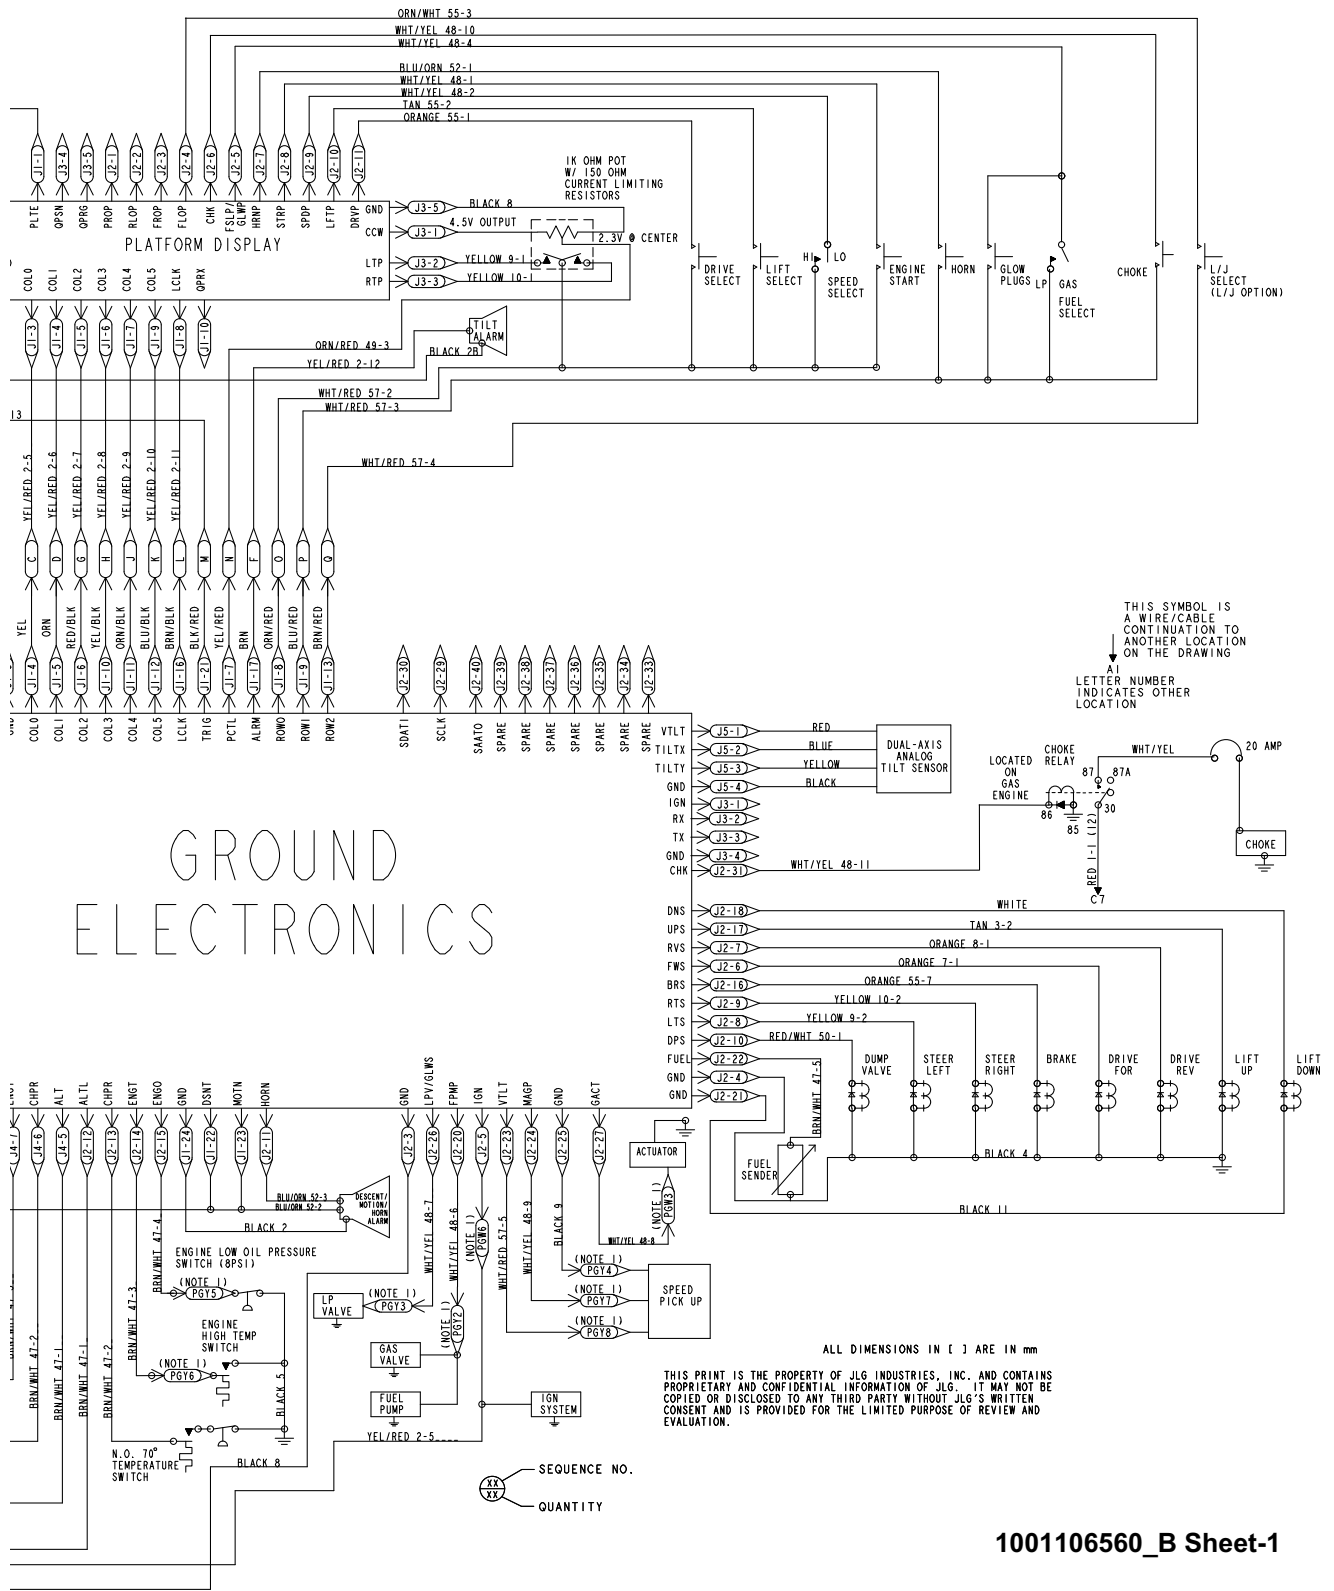 ORN/WHT 55-3
WHT/YEL 48-10
WHT/YEL 48-4
BLU/ORN 52-1
WHT/YEL 48-1
WHT/YEL 48-2
TAN 55-2
ORANGE 55-1
J1-1
J3-4
J3-5
J2-1
J2-2
J2-3
J2-4
J2-6
J2-5
J2-7
J2-8
J2-9
J2-10
J2-11
PLTE
QPSN
QPRG
PROP
RLOP
FROP
FLOP
CHK
FSLP/
GLWP
HRNP
STRP
SPDP
LFTP
DRVP
1K OHM POT
W/ 150 OHM
CURRENT LIMITING
RESISTORS
GND J3-5 BLACK 8
CCW J3-1 4.5V OUTPUT
2.3V @ CENTER
LTP J3-2 YELLOW 9-1
RTP J3-3 YELLOW 10-1
PLATFORM DISPLAY
COL0
COL1
COL2
COL3
COL4
COL5
LCLK
QPRX
J1-3
J1-4
J1-5
J1-6
J1-7
J1-9
J1-8
J1-10
DRIVE
SELECT
LIFT
SELECT
HI LO
SPEED
SELECT
ENGINE
START
HORN
GLOW
PLUGS
LP GAS
FUEL
SELECT
CHOKE
L/J
SELECT
(L/J OPTION)
TILT
ALARM
ORN/RED 49-3
BLACK 2B
YEL/RED 2-12
WHT/RED 57-2
WHT/RED 57-3
13
WHT/RED 57-4
YEL/RED 2-5
YEL/RED 2-6
YEL/RED 2-7
YEL/RED 2-8
YEL/RED 2-9
YEL/RED 2-10
YEL/RED 2-11
C
D
G
H
J
K
L
M
N
F
O
P
Q
YEL
ORN
RED/BLK
YEL/BLK
ORN/BLK
BLU/BLK
BRN/BLK
BLK/RED
YEL/RED
BRN
ORN/RED
BLU/RED
BRN/RED
J1-4
J1-5
J1-6
J1-10
J1-11
J1-12
J1-16
J1-21
J1-7
J1-17
J1-8
J1-9
J1-13
J2-30
J2-29
J2-40
J2-39
J2-38
J2-37
J2-36
J2-35
J2-34
J2-33
COL0
COL1
COL2
COL3
COL4
COL5
LCLK
TRIG
PCTL
ALRM
ROW0
ROW1
ROW2
SDATI
SCLK
SAATO
SPARE
SPARE
SPARE
SPARE
SPARE
SPARE
SPARE
THIS SYMBOL IS
A WIRE/CABLE
CONTINUATION TO
ANOTHER LOCATION
ON THE DRAWING
A1
LETTER NUMBER
INDICATES OTHER
LOCATION
VTLT J5-1 RED
TILTX J5-2 BLUE
TILTY J5-3 YELLOW
GND J5-4 BLACK
DUAL-AXIS
ANALOG
TILT SENSOR
IGN J3-1
RX J3-2
TX J3-3
GND J3-4
CHK J2-31 WHT/YEL 48-11
LOCATED
ON
GAS
ENGINE
CHOKE
RELAY
WHT/YEL
20 AMP
87 87A
86 85 30
RED 1-1 (12)
C7
CHOKE
GROUND
ELECTRONICS
DNS J2-18 WHITE
UPS J2-17 TAN 3-2
RVS J2-7 ORANGE 8-1
FWS J2-6 ORANGE 7-1
BRS J2-16 ORANGE 55-7
RTS J2-9 YELLOW 10-2
LTS J2-8 YELLOW 9-2
DPS J2-10 RED/WHT 50-1
FUEL J2-22
GND J2-4
GND J2-21
BRN/WHT 47-5
DUMP
VALVE
STEER
LEFT
STEER
RIGHT
BRAKE
DRIVE
FOR
DRIVE
REV
LIFT
UP
LIFT
DOWN
FUEL
SENDER
BLACK 4
BLACK 11
CHPR
ALT
ALTL
CHPR
ENGT
ENGO
GND
DSNT
MOTN
HORN
GND
LPV/GLWS
FPMP
IGN
VTLT
MAGP
GND
GACT
J4-7
J4-6
J4-5
J2-12
J2-13
J2-14
J2-15
J1-24
J1-22
J1-23
J2-11
J2-3
J2-26
J2-20
J2-5
J2-23
J2-24
J2-25
J2-27
ACTUATOR
(NOTE 1)
PGW3
WHT/YEL 48-8
BLU/ORN 52-3
BLU/ORN 52-2
DESCENT/
MOTION/
HORN
ALARM
BLACK 2
WHT/YEL 48-7
WHT/YEL 48-6
(NOTE 1)
PGW6
WHT/RED 57-5
WHT/YEL 48-9
BLACK 9
ENGINE LOW OIL PRESSURE
SWITCH (8PSI)
BRN/WHT 47-4
(NOTE 1)
PGY5
ENGINE
HIGH TEMP
SWITCH
BRN/WHT 47-3
(NOTE 1)
PGY6
BLACK 5
N.O. 70°
TEMPERATURE
SWITCH
BRN/WHT 47-2
BRN/WHT 47-1
BRN/WHT 47-1
BRN/WHT 47-2
LP
VALVE
(NOTE 1)
PGY3
(NOTE 1)
PGY2
GAS
VALVE
FUEL
PUMP
IGN
SYSTEM
(NOTE 1)
PGY4
(NOTE 1)
PGY7
(NOTE 1)
PGY8
SPEED
PICK UP
YEL/RED 2-5
BLACK 8
XX
XX
SEQUENCE NO.
QUANTITY
ALL DIMENSIONS IN [ ] ARE IN mm
THIS PRINT IS THE PROPERTY OF JLG INDUSTRIES, INC. AND CONTAINS
PROPRIETARY AND CONFIDENTIAL INFORMATION OF JLG. IT MAY NOT BE
COPIED OR DISCLOSED TO ANY THIRD PARTY WITHOUT JLG'S WRITTEN
CONSENT AND IS PROVIDED FOR THE LIMITED PURPOSE OF REVIEW AND
EVALUATION.
1001106560_B Sheet-1